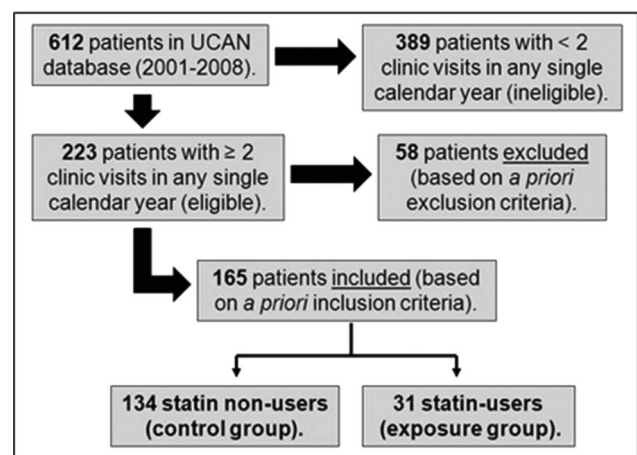 612 patients in UCAN
database (2001-2008).
389 patients with < 2
clinic visits in any single
calendar year (ineligible).
223 patients with ≥ 2
clinic visits in any single
calendar year (eligible).
58 patients excluded
(based on a priori
exclusion criteria).
165 patients included (based
on a priori inclusion criteria).
134 statin non-users
(control group).
31 statin-users
(exposure group).